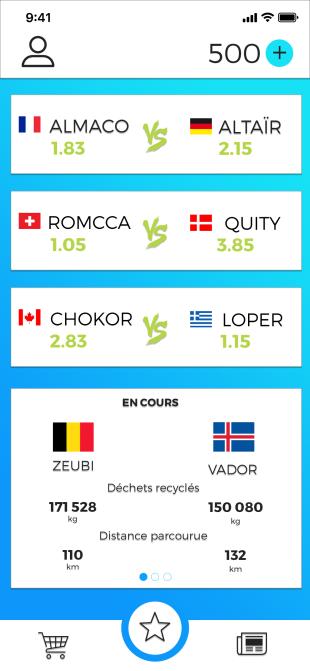 9:41
500 +
ALMACO VS ALTAÏR
1.83 2.15
ROMCCA VS QUITY
1.05 3.85
CHOKOR VS LOPER
2.83 1.15
EN COURS
ZEUBI VADOR
Déchets recyclés
171 528 150 080
kg kg
Distance parcourue
110 132
km km